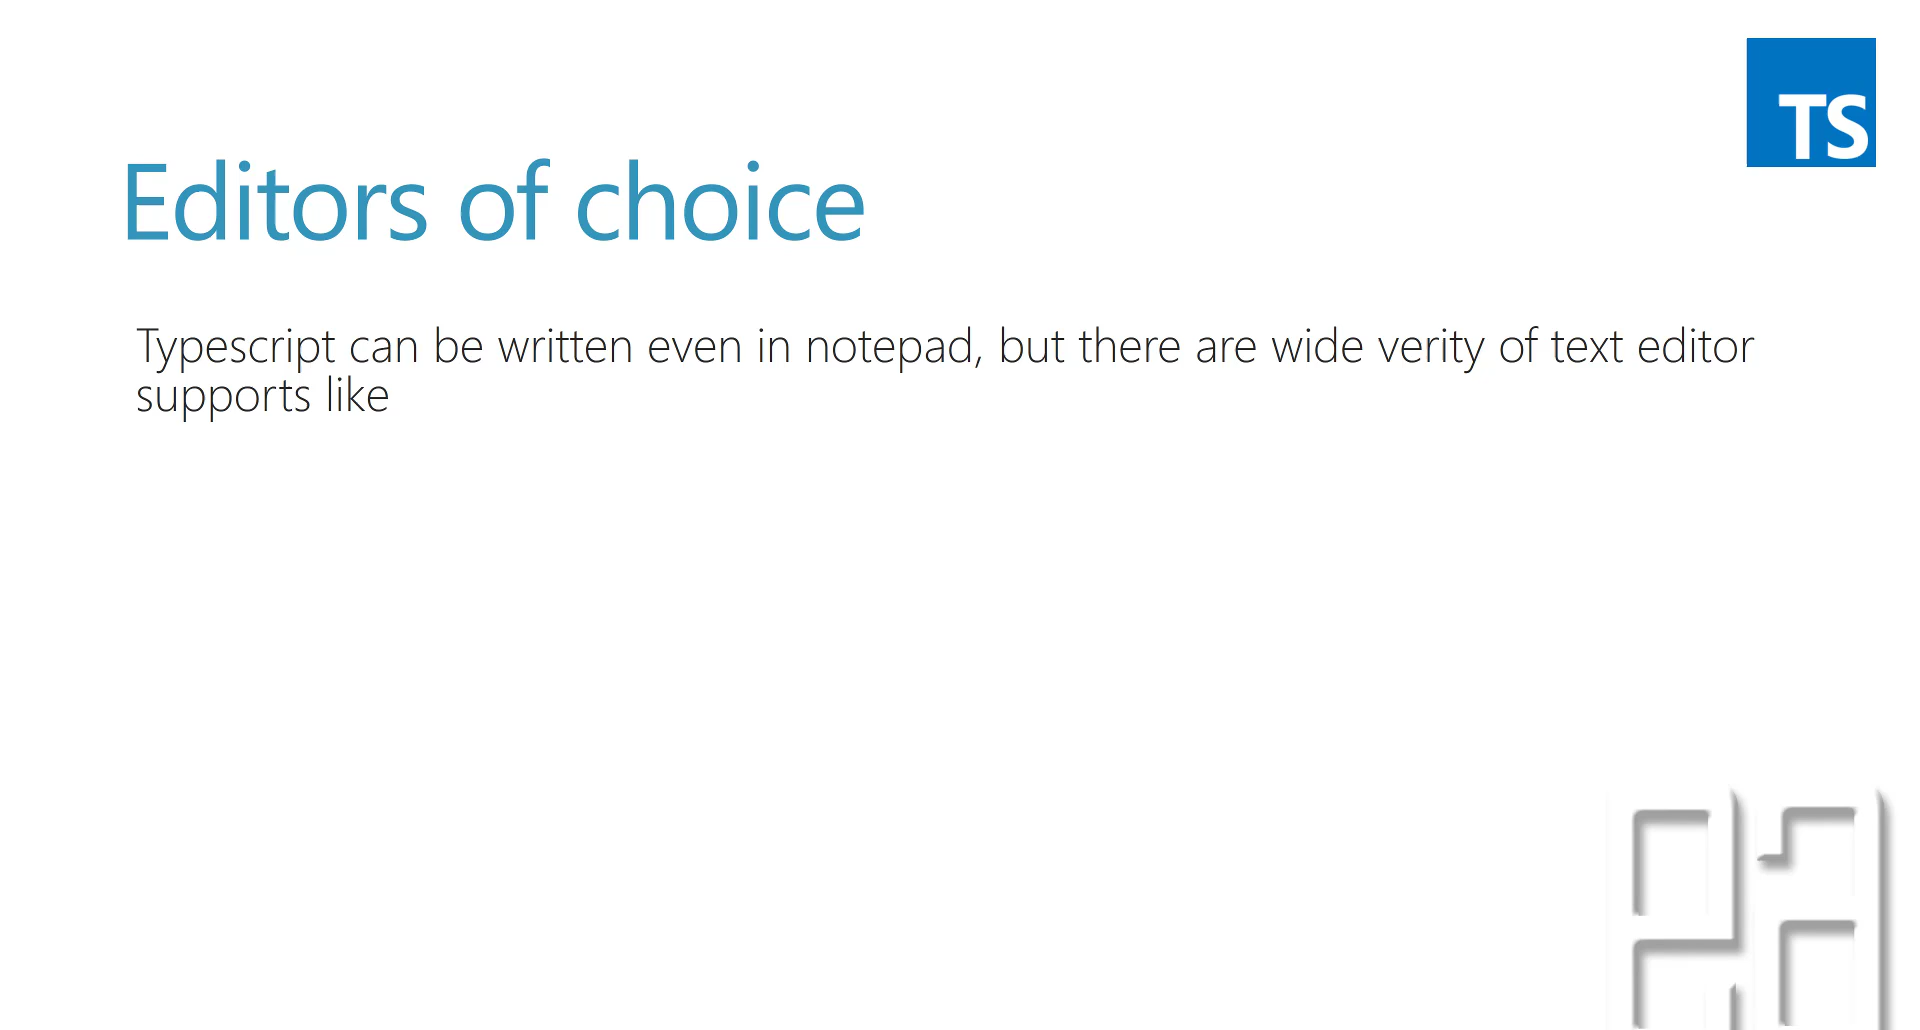 TS
Editors of choice
Typescript can be written even in notepad, but there are wide verity of text editor
supports like